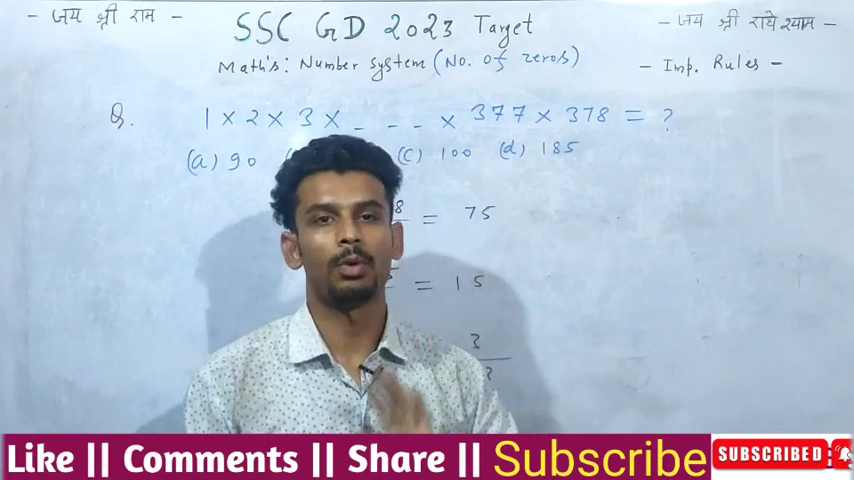 - जय श्री राम -
SSC GD 2023 Target
- जय श्री राधे श्याम -
Math's: Number system (No. of zeros)
- Imp. Rules -
Q. 1 × 2 × 3 × _ _ _ × 377 × 378 = ?
(a) 90 (c) 100 (d) 185
8 = 75
= 15
3
Like || Comments || Share || Subscribe
SUBSCRIBED